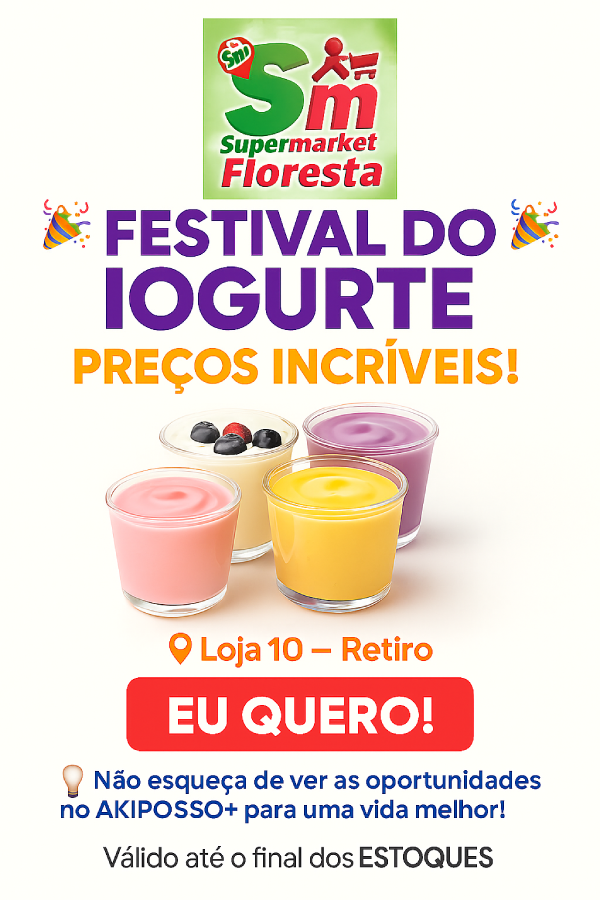 Sm
Sm
Supermarket
Floresta
FESTIVAL DO
IOGURTE
PREÇOS INCRÍVEIS!
Loja 10 – Retiro
EU QUERO!
Não esqueça de ver as oportunidades
no AKIPOSSO+ para uma vida melhor!
Válido até o final dos ESTOQUES